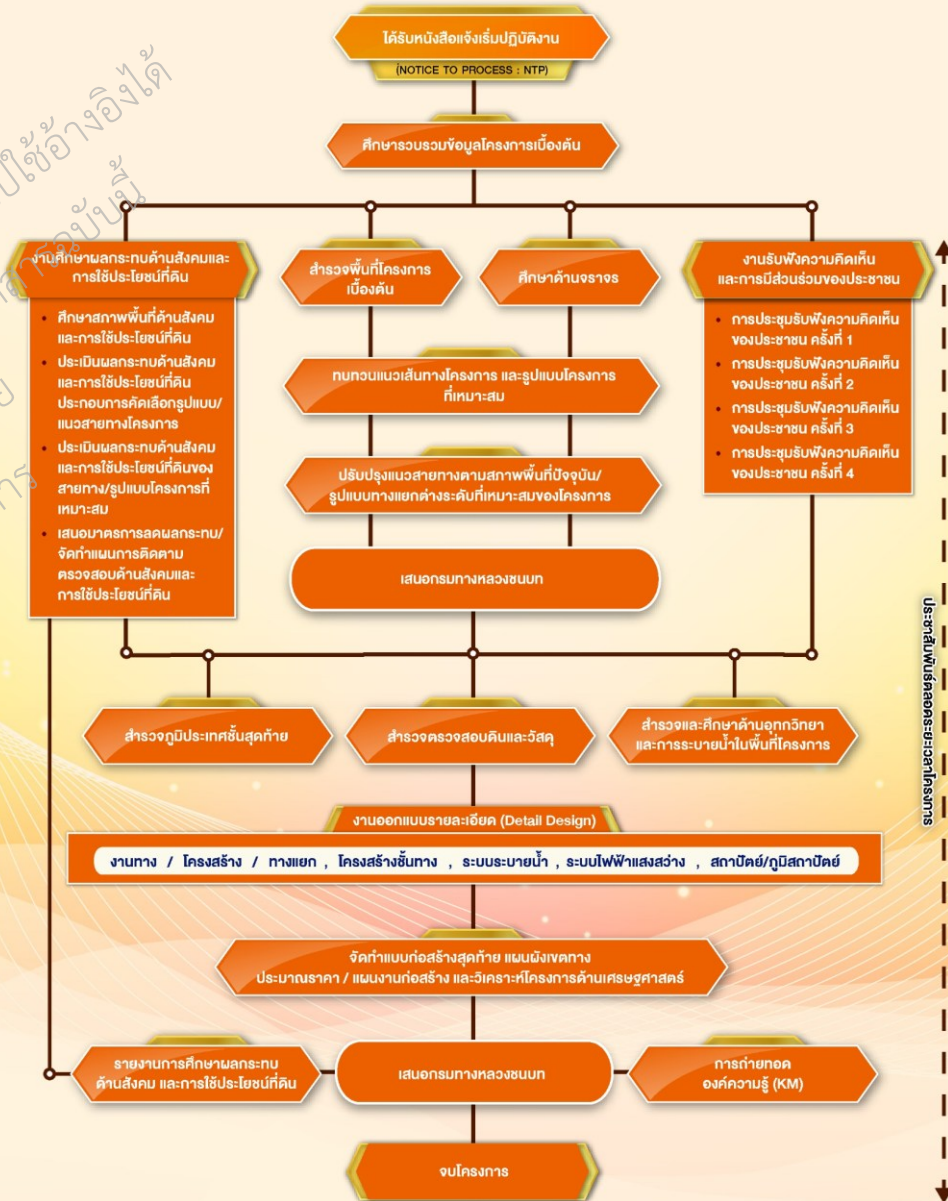 ได้รับหนังสือแจ้งเริ่มปฏิบัติงาน
(NOTICE TO PROCESS : NTP)
ศึกษารวบรวมข้อมูลโครงการเบื้องต้น
งานศึกษาผลกระทบด้านสังคมและ
การใช้ประโยชน์ที่ดิน
• ศึกษาสภาพพื้นที่ด้านสังคม
และการใช้ประโยชน์ที่ดิน
• ประเมินผลกระทบด้านสังคม
และการใช้ประโยชน์ที่ดิน
ประกอบการคัดเลือกรูปแบบ/
แนวสายทางโครงการ
• ประเมินผลกระทบด้านสังคม
และการใช้ประโยชน์ที่ดินของ
สายทาง/รูปแบบโครงการที่
เหมาะสม
• เสนอมาตรการลดผลกระทบ/
จัดทำแผนการติดตาม
ตรวจสอบด้านสังคมและ
การใช้ประโยชน์ที่ดิน
สำรวจพื้นที่โครงการ
เบื้องต้น
ศึกษาด้านจราจร
ทบทวนแนวเส้นทางโครงการ และรูปแบบโครงการ
ที่เหมาะสม
ปรับปรุงแนวสายทางตามสภาพพื้นที่ปัจจุบัน/
รูปแบบทางแยกต่างระดับที่เหมาะสมของโครงการ
เสนอกรมทางหลวงชนบท
งานรับฟังความคิดเห็น
และการมีส่วนร่วมของประชาชน
• การประชุมรับฟังความคิดเห็น
ของประชาชน ครั้งที่ 1
• การประชุมรับฟังความคิดเห็น
ของประชาชน ครั้งที่ 2
• การประชุมรับฟังความคิดเห็น
ของประชาชน ครั้งที่ 3
• การประชุมรับฟังความคิดเห็น
ของประชาชน ครั้งที่ 4
สำรวจภูมิประเทศชั้นสุดท้าย
สำรวจตรวจสอบดินและวัสดุ
สำรวจและศึกษาด้านอุทกวิทยา
และการระบายน้ำในพื้นที่โครงการ
ประชาสัมพันธ์ตลอดระยะเวลาโครงการ
งานออกแบบรายละเอียด (Detail Design)
งานทาง / โครงสร้าง / ทางแยก , โครงสร้างชั้นทาง , ระบบระบายน้ำ , ระบบไฟฟ้าแสงสว่าง , สถาปัตย์/ภูมิสถาปัตย์
จัดทำแบบก่อสร้างสุดท้าย แผนผังเขตทาง
ประมาณราคา / แผนงานก่อสร้าง และวิเคราะห์โครงการด้านเศรษฐศาสตร์
รายงานการศึกษาผลกระทบ
ด้านสังคม และการใช้ประโยชน์ที่ดิน
เสนอกรมทางหลวงชนบท
การถ่ายทอด
องค์ความรู้ (KM)
จบโครงการ